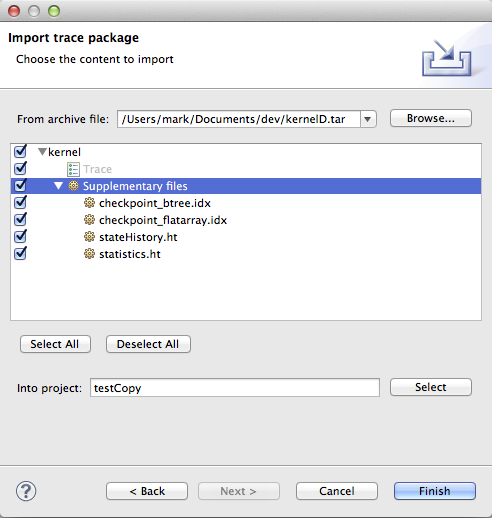 Import trace package
Choose the content to import
From archive file: /Users/mark/Documents/dev/kernelD.tar Browse...
kernel
Trace
Supplementary files
checkpoint_btree.idx
checkpoint_flatarray.idx
stateHistory.ht
statistics.ht
Select All Deselect All
Into project: testCopy Select
? < Back Next > Cancel Finish